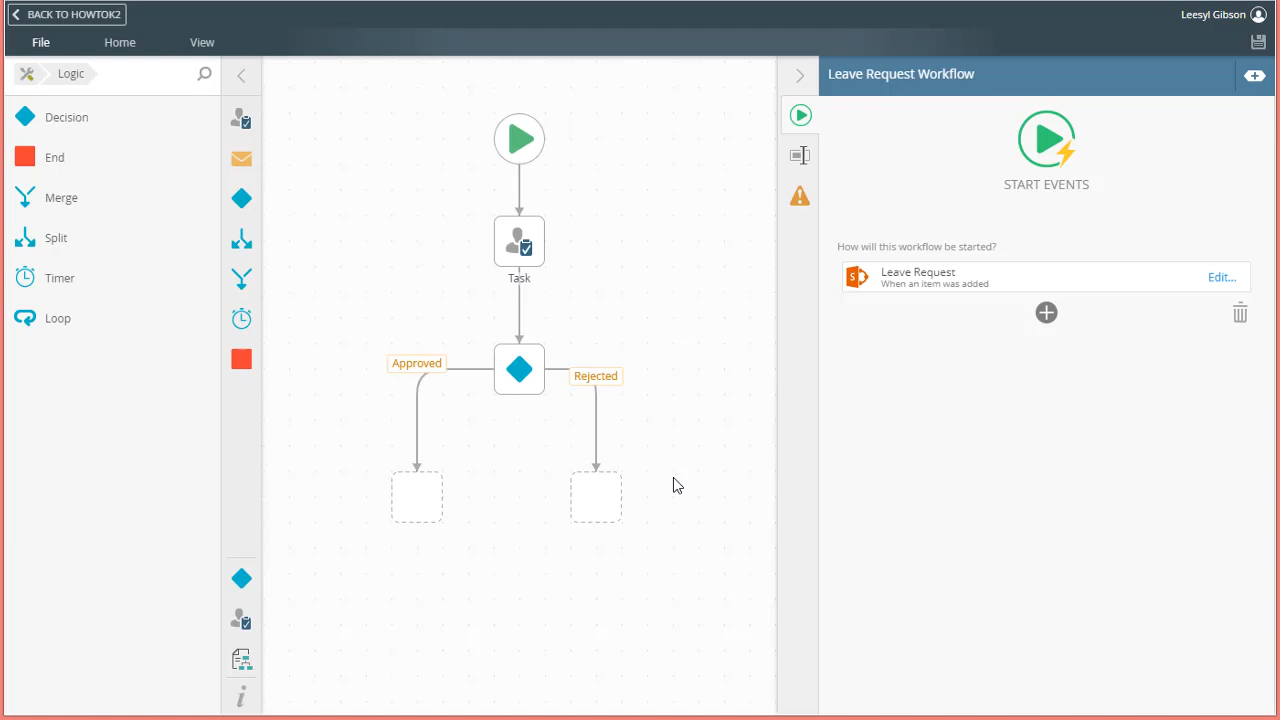 BACK TO HOWTOK2
Leesyl Gibson
File Home View
Logic
Leave Request Workflow
Decision
End
Merge
Split
Timer
Loop
Task
Approved
Rejected
START EVENTS
How will this workflow be started?
S
Leave Request
When an item was added
Edit...
i